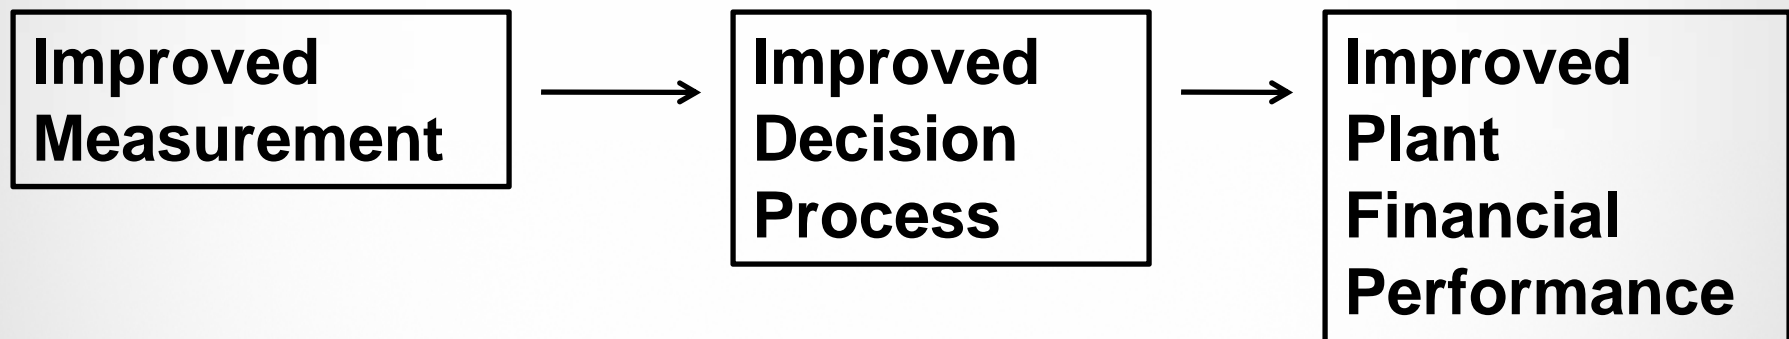 Improved
Measurement
Improved
Decision
Process
Improved
Plant
Financial
Performance